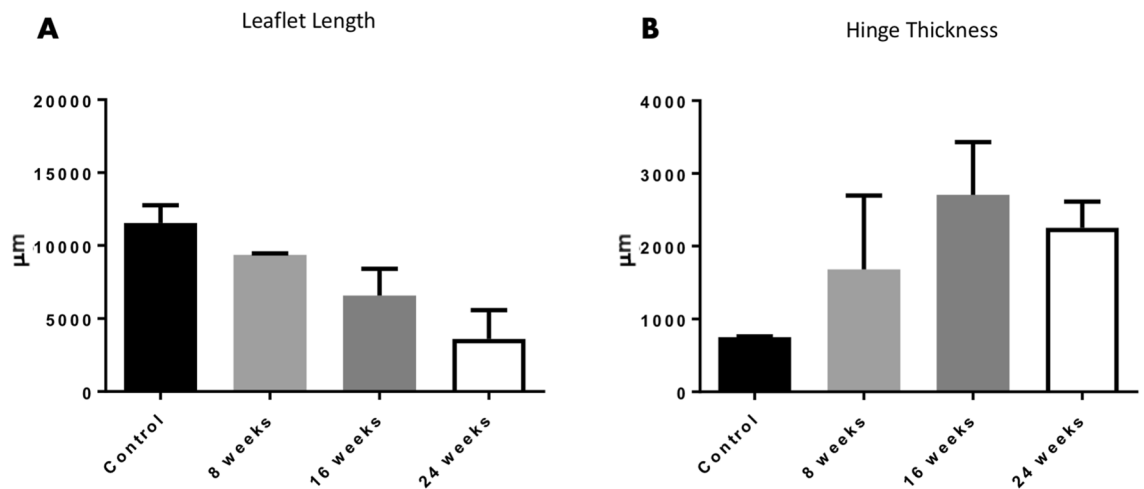 A
Leaflet Length
20000
15000
10000
5000
0
μm
Control
8 weeks
16 weeks
24 weeks
B
Hinge Thickness
4000
3000
2000
1000
0
μm
Control
8 weeks
16 weeks
24 weeks